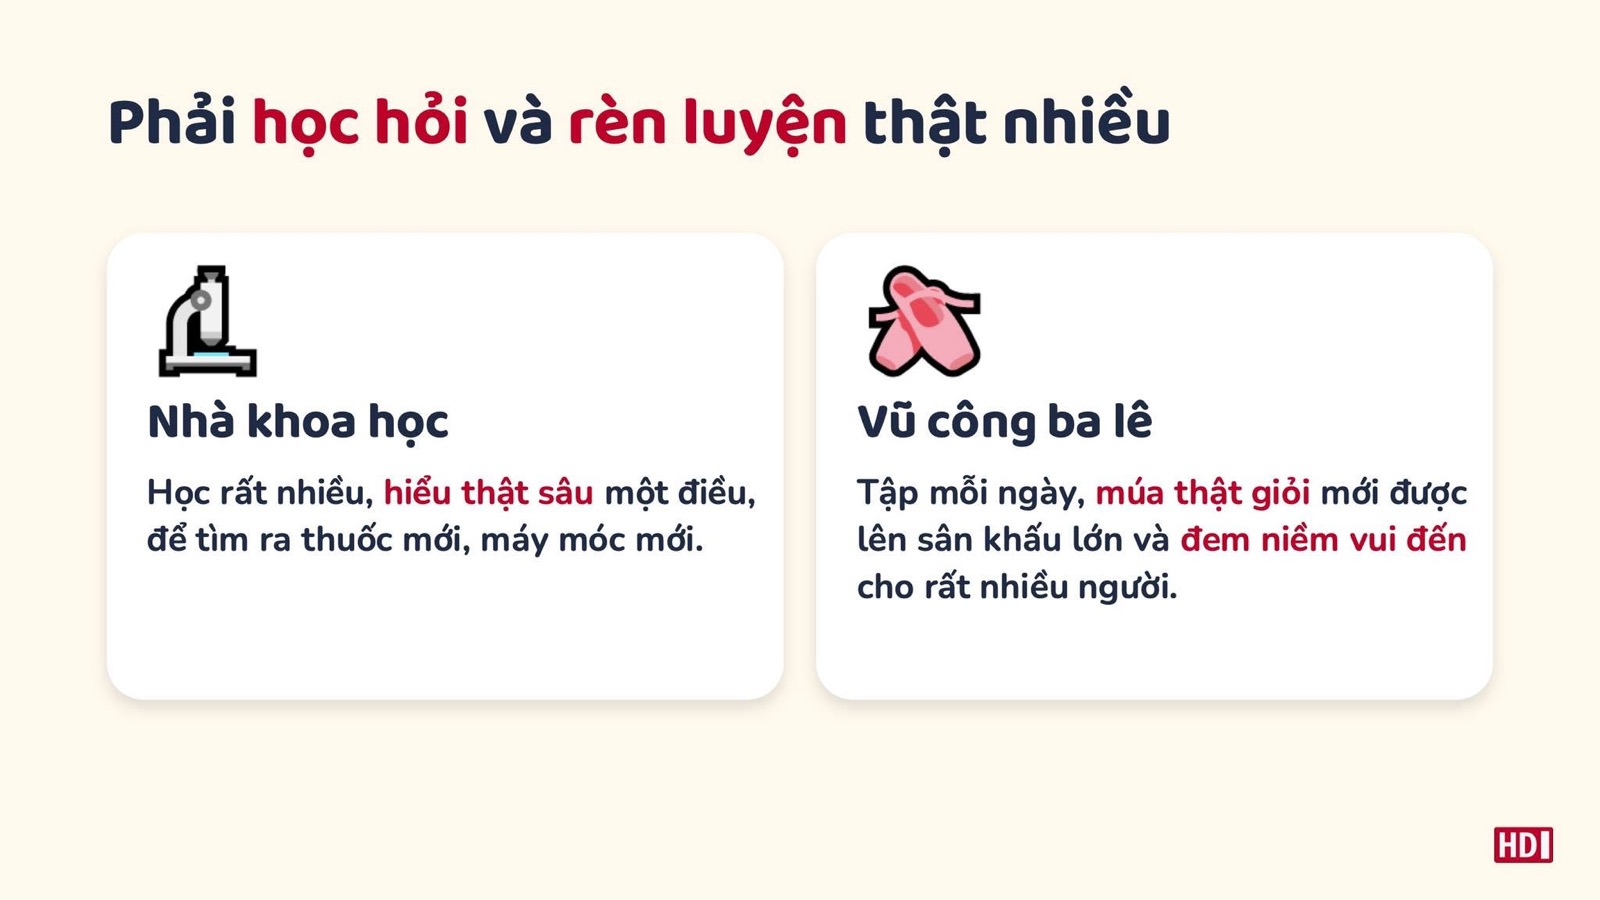 Phải học hỏi và rèn luyện thật nhiều
Nhà khoa học
Học rất nhiều, hiểu thật sâu một điều,
để tìm ra thuốc mới, máy móc mới.
Vũ công ba lê
Tập mỗi ngày, múa thật giỏi mới được
lên sân khấu lớn và đem niềm vui đến
cho rất nhiều người.
HDI